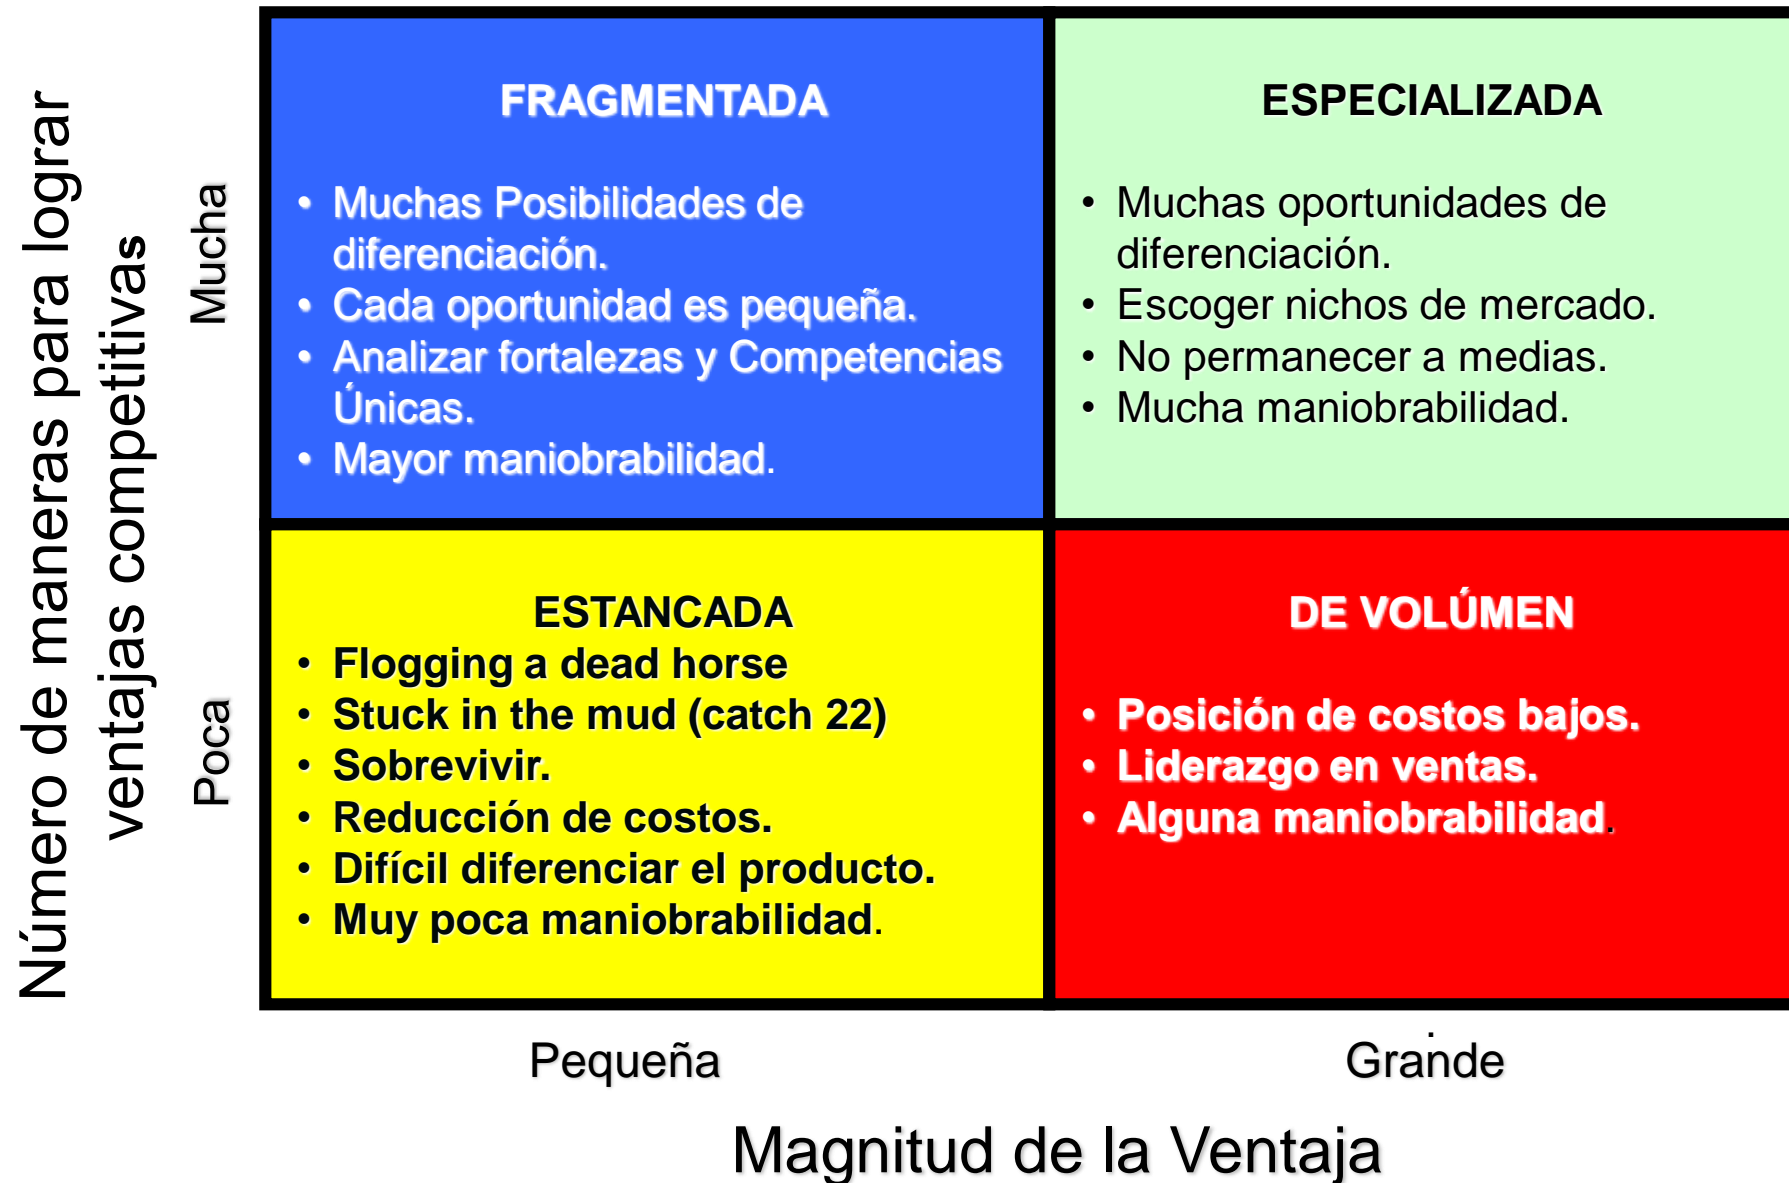 Número de maneras para lograr
ventajas competitivas
Mucha
FRAGMENTADA
• Muchas Posibilidades de
diferenciación.
• Cada oportunidad es pequeña.
• Analizar fortalezas y Competencias
Únicas.
• Mayor maniobrabilidad.
ESPECIALIZADA
• Muchas oportunidades de
diferenciación.
• Escoger nichos de mercado.
• No permanecer a medias.
• Mucha maniobrabilidad.
Poca
ESTANCADA
• Flogging a dead horse
• Stuck in the mud (catch 22)
• Sobrevivir.
• Reducción de costos.
• Difícil diferenciar el producto.
• Muy poca maniobrabilidad.
DE VOLÚMEN
• Posición de costos bajos.
• Liderazgo en ventas.
• Alguna maniobrabilidad.
Pequeña
.
Grande
Magnitud de la Ventaja